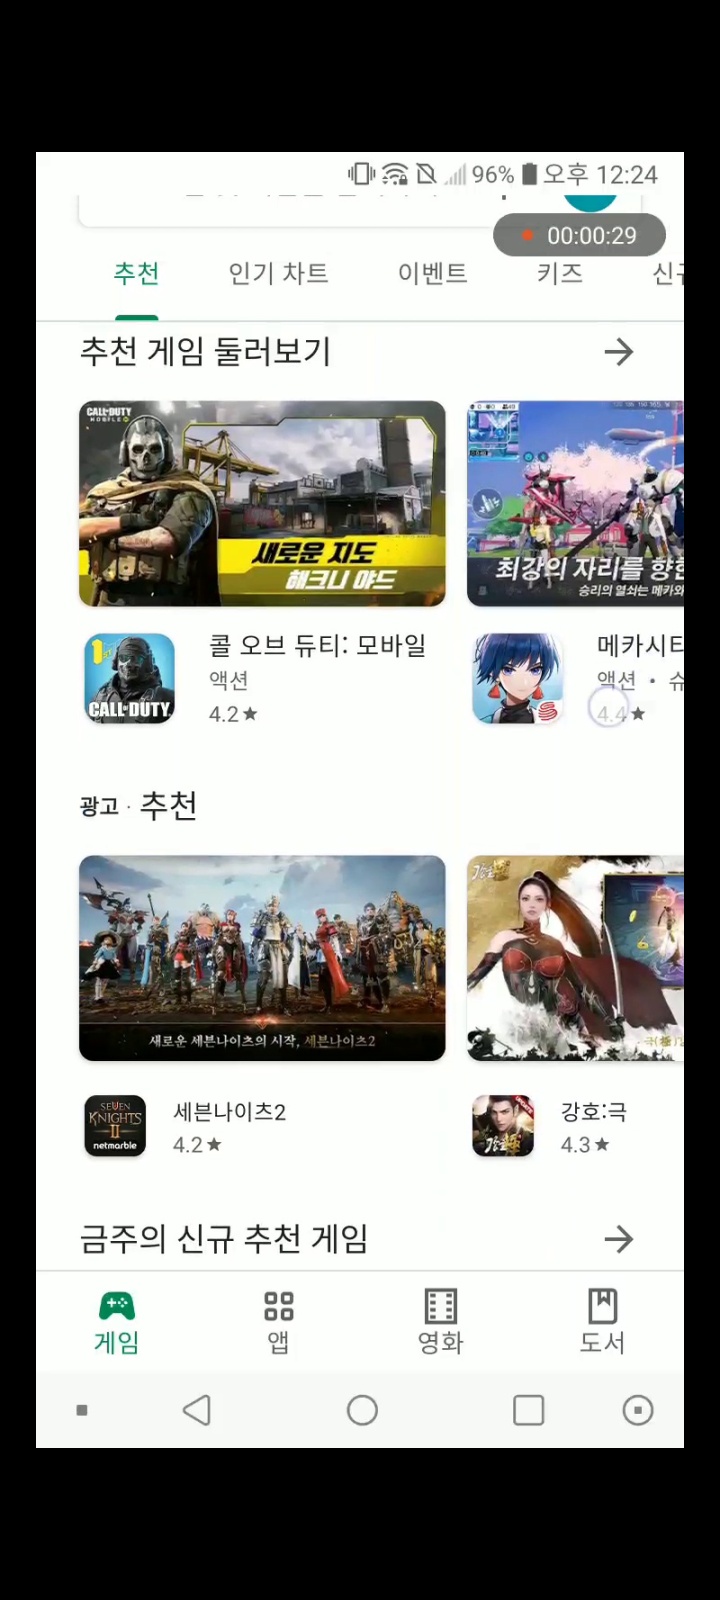 96% 오후 12:24
00:00:29
추천 인기 차트 이벤트 키즈
추천 게임 둘러보기
CALL·DUTY
MOBILE
새로운 지도
해크니 야드
최강의 자리를 향한
승리의 열쇠는 메카와
1st
CALL·DUTY
콜 오브 듀티: 모바일
액션
4.2★
메카시티
액션 • 슈
4.4★
광고 · 추천
새로운 세븐나이츠의 시작, 세븐나이츠2
SEVEN
KNIGHTS
II
netmarble
세븐나이츠2
4.2★
강호:극
4.3★
금주의 신규 추천 게임
게임 앱 영화 도서